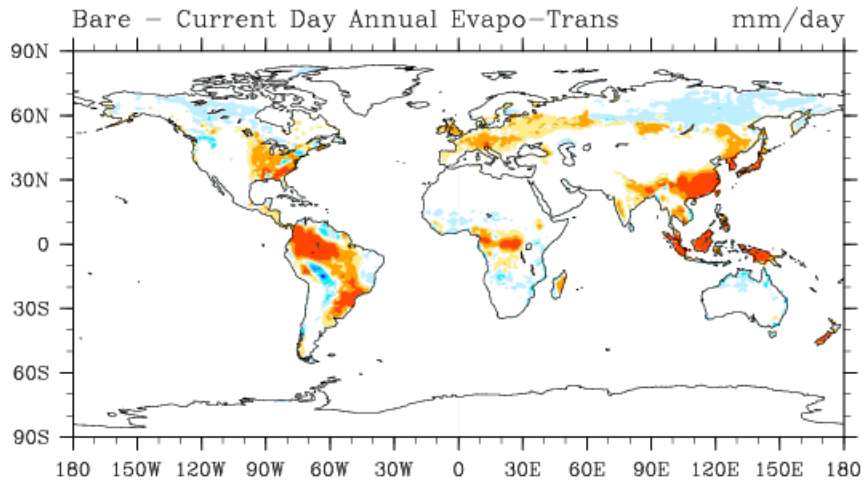 Bare - Current Day Annual Evapo-Trans mm/day
90N
60N
30N
0
30S
60S
90S
180 150W 120W 90W 60W 30W 0 30E 60E 90E 120E 150E 180